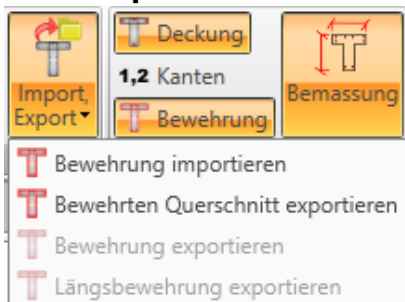 Import,
Export
Deckung
1,2 Kanten
Bewehrung
Bemassung
Bewehrung importieren
Bewehrten Querschnitt exportieren
Bewehrung exportieren
Längsbewehrung exportieren